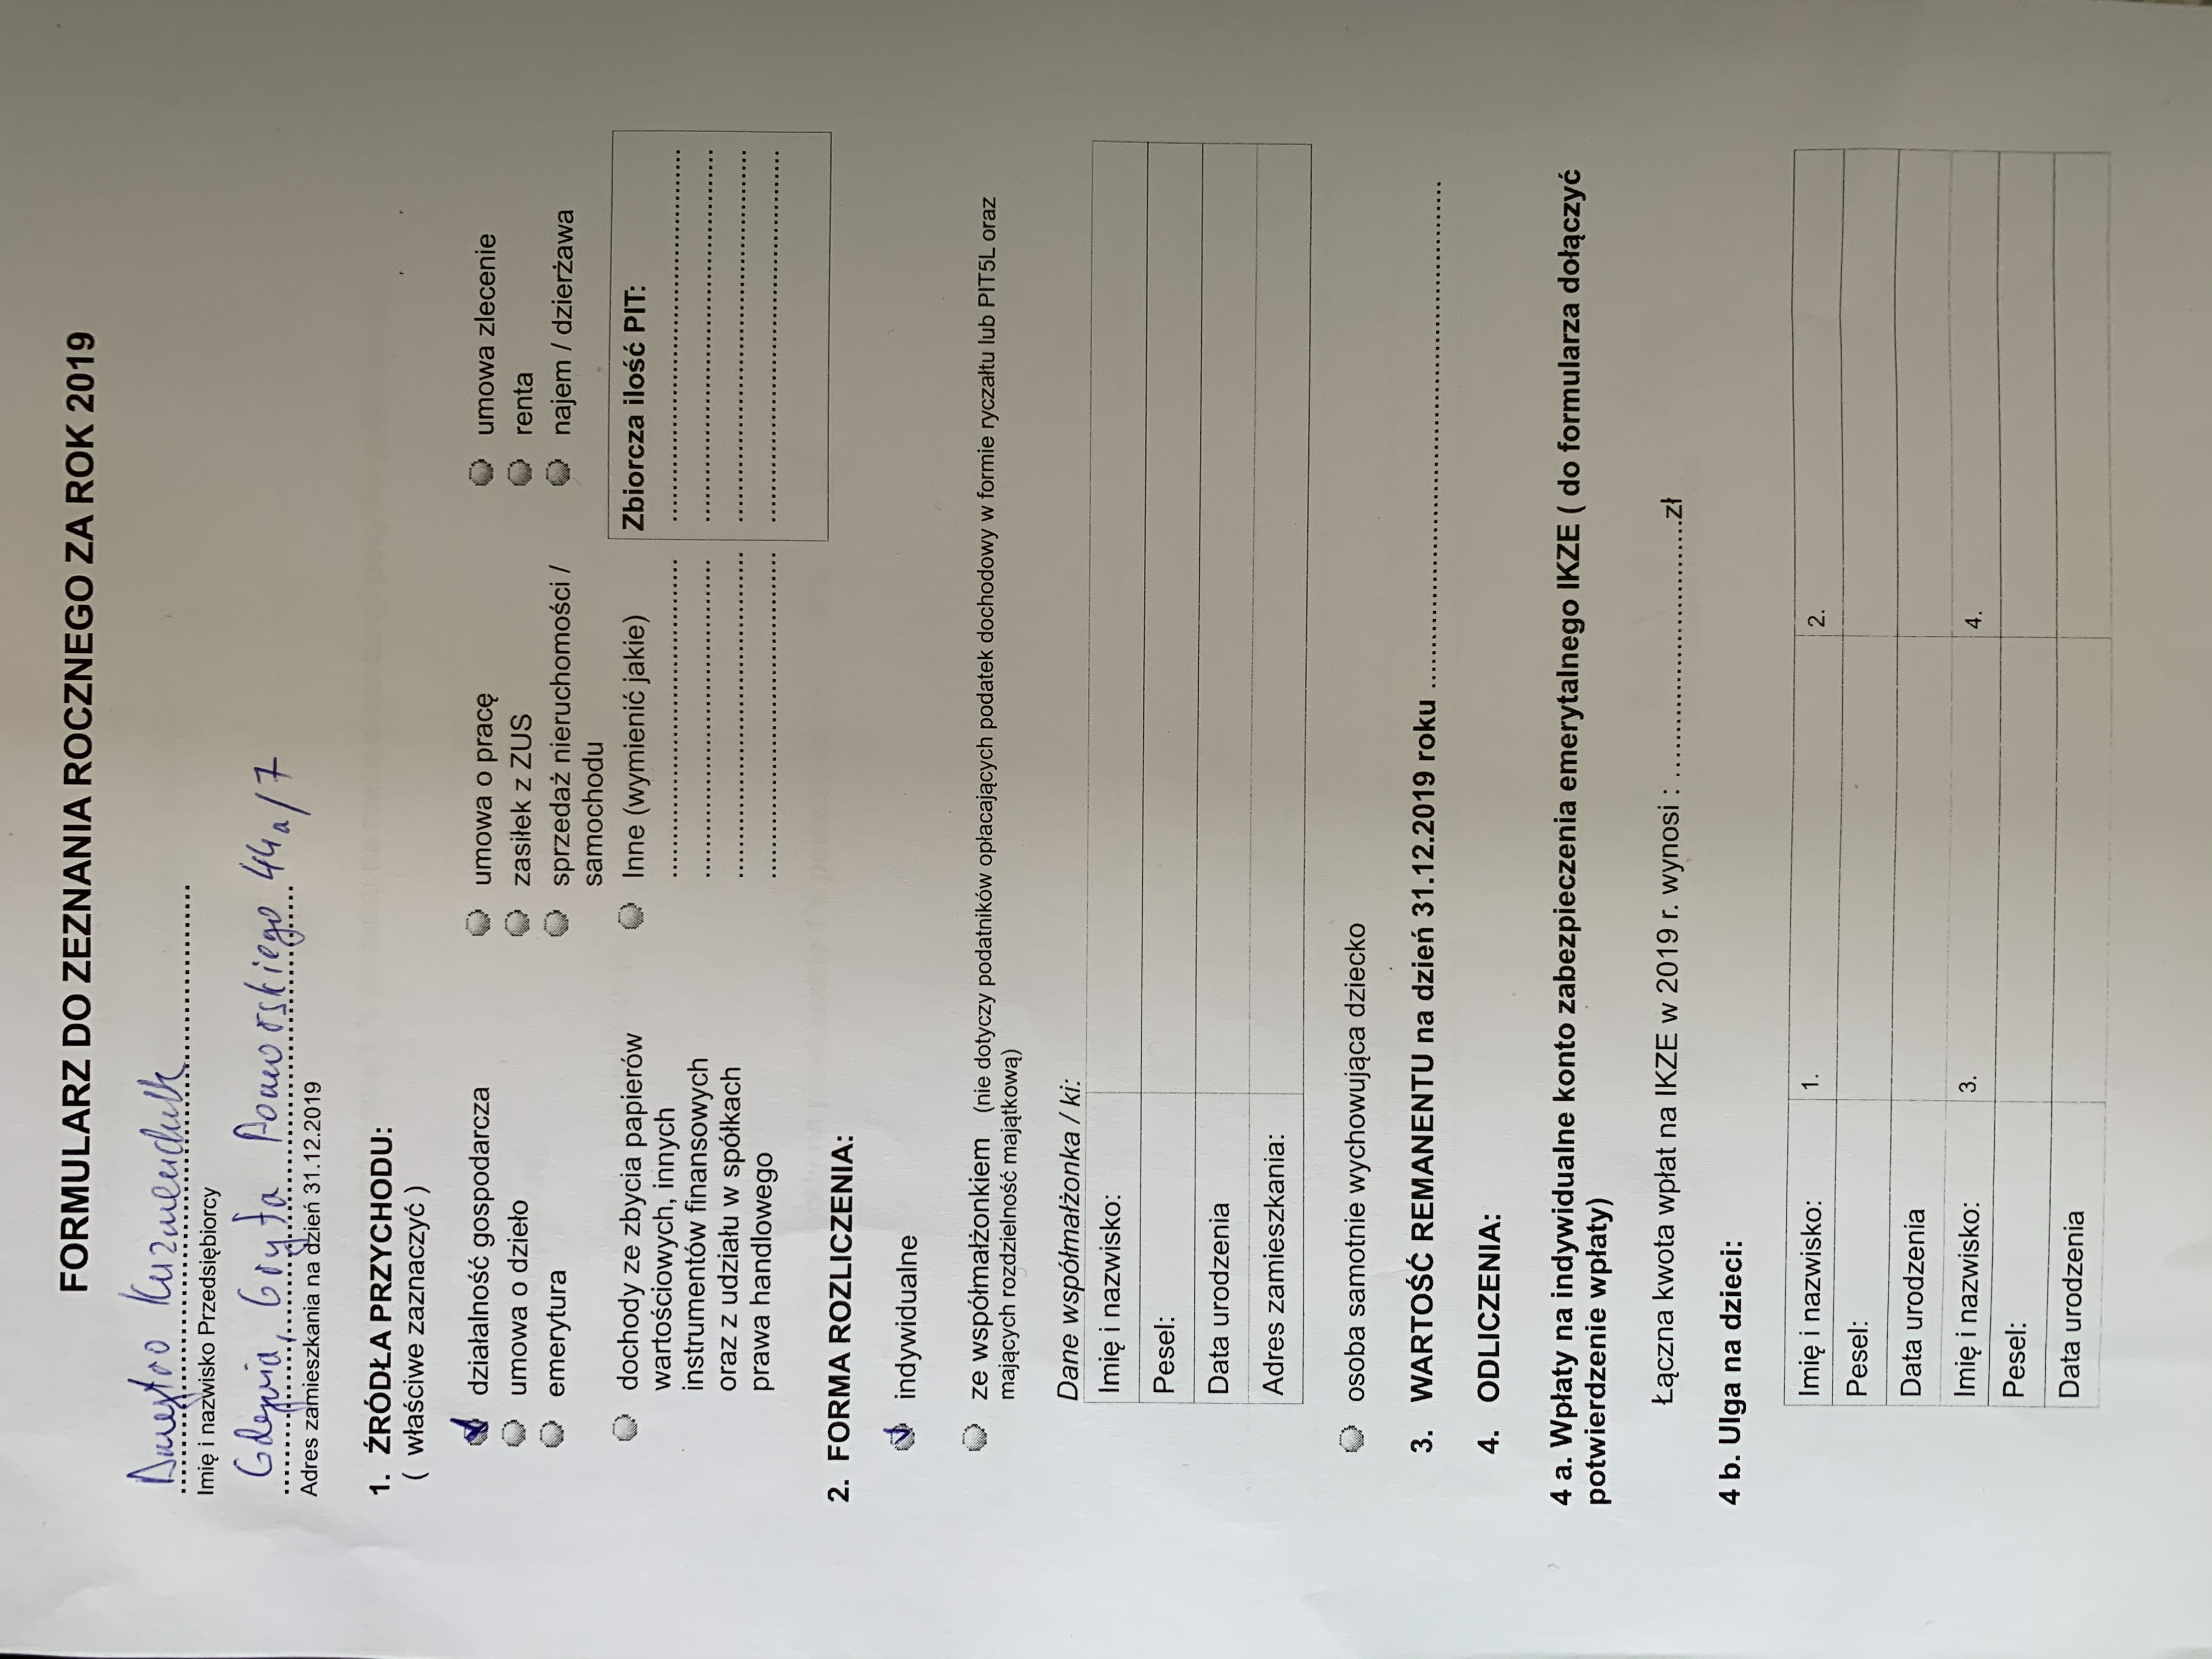 FORMULARZ DO ZEZNANIA ROCZNEGO ZA ROK 2019
Dmytro
Imię i nazwisko Przedsiębiorcy
Gdynia, Gryfa Pomorskiego 44a/7
Adres zamieszkania na dzień 31.12.2019
1. ŹRÓDŁA PRZYCHODU:
( właściwe zaznaczyć )
działalność gospodarcza umowa o pracę umowa zlecenie
umowa o dzieło zasiłek z ZUS renta
emerytura sprzedaż nieruchomości / najem / dzierżawa
samochodu
dochody ze zbycia papierów Inne (wymienić jakie) Zbiorcza ilość PIT:
wartościowych, innych
instrumentów finansowych
oraz z udziału w spółkach
prawa handlowego
2. FORMA ROZLICZENIA:
indywidualne
ze współmałżonkiem (nie dotyczy podatników opłacających podatek dochodowy w formie ryczałtu lub PIT5L oraz
mających rozdzielność majątkową)
Dane współmałżonka / ki:
Imię i nazwisko:
Pesel:
Data urodzenia
Adres zamieszkania:
osoba samotnie wychowująca dziecko
3. WARTOŚĆ REMANENTU na dzień 31.12.2019 roku ........................................................................
4. ODLICZENIA:
4 a. Wpłaty na indywidualne konto zabezpieczenia emerytalnego IKZE ( do formularza dołączyć
potwierdzenie wpłaty)
Łączna kwota wpłat na IKZE w 2019 r. wynosi : ..................................zł
4 b. Ulga na dzieci:
Imię i nazwisko: 1. 2.
Pesel:
Data urodzenia
Imię i nazwisko: 3. 4.
Pesel:
Data urodzenia